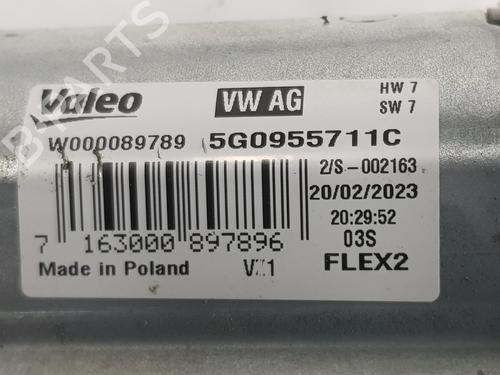 Valeo
VW AG
HW 7
SW 7
W000089789
5G0955711C
2/S-002163
20/02/2023
20:29:52
03S
FLEX2
7 163000 897896
Made in Poland